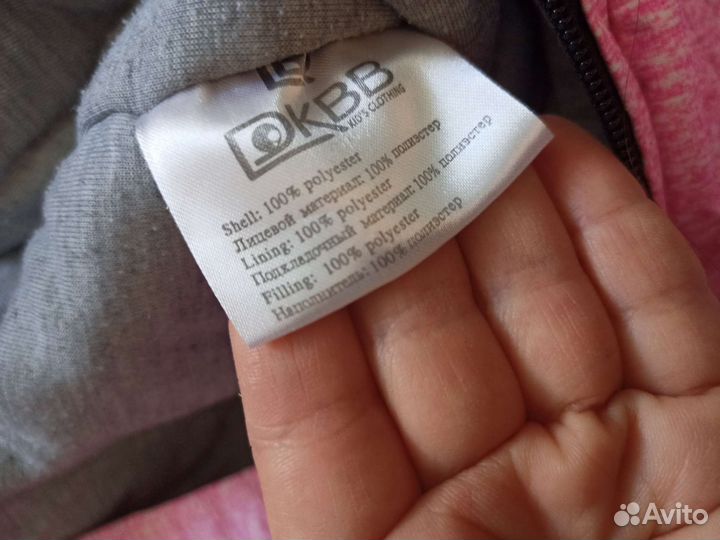 DKBB
KID'S CLOTHING
Shell: 100% polyester
Лицевой материал: 100% полиэстер
Lining: 100% polyester
Подкладочный материал: 100% полиэстер
Filling: 100% polyester
Наполнитель: 100% полиэстер
Avito